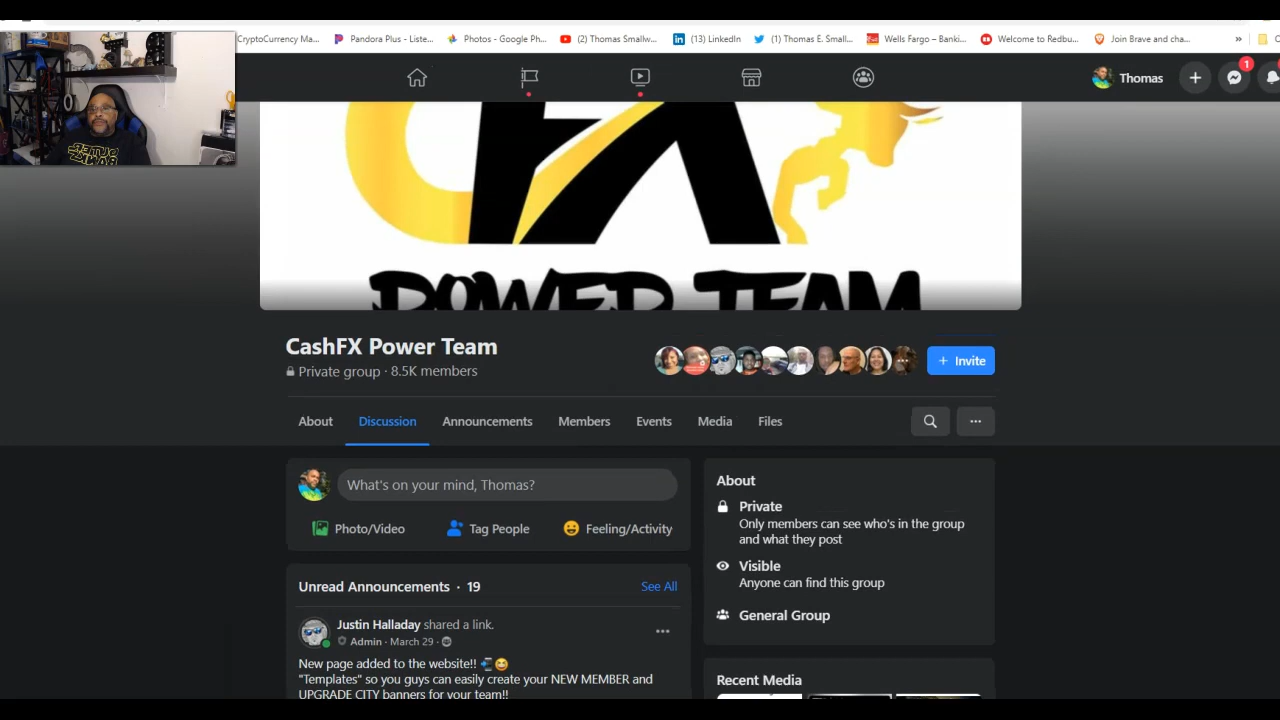 CryptoCurrency Ma...
Pandora Plus - Liste...
Photos - Google Ph...
(2) Thomas Smallw...
(13) LinkedIn
(1) Thomas E. Small...
Wells Fargo – Banki...
Welcome to Redbu...
Join Brave and cha...
»
Thomas
1
FX
POWER TEAM
CashFX Power Team
Private group · 8.5K members
+ Invite
About
Discussion
Announcements
Members
Events
Media
Files
What's on your mind, Thomas?
Photo/Video
Tag People
Feeling/Activity
Unread Announcements · 19
See All
Justin Halladay shared a link.
Admin · March 29 ·
New page added to the website!!
"Templates" so you guys can easily create your NEW MEMBER and
UPGRADE CITY banners for your team!!
About
Private
Only members can see who's in the group
and what they post
Visible
Anyone can find this group
General Group
Recent Media